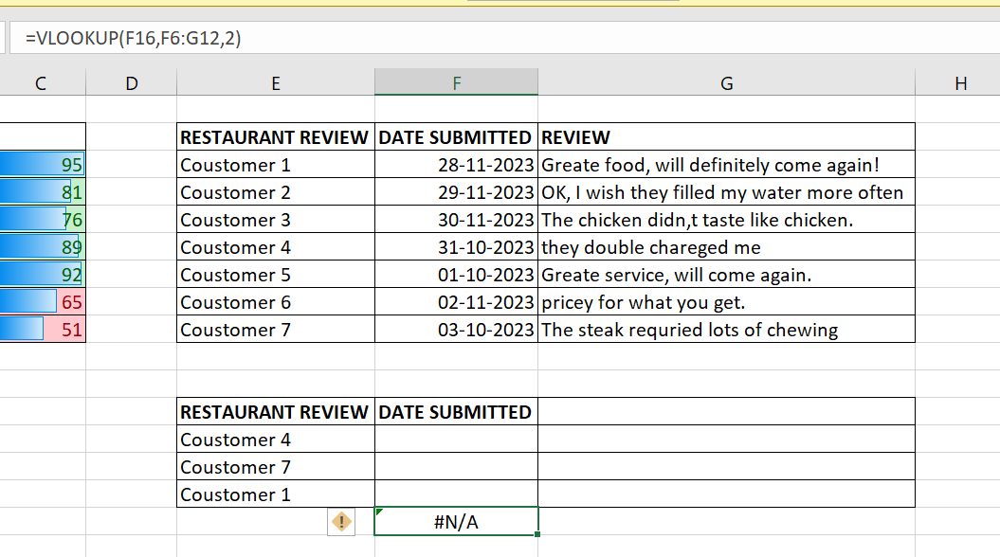 =VLOOKUP(F16,F6:G12,2)
C D E F G H
RESTAURANT REVIEW DATE SUBMITTED REVIEW
95 Coustomer 1 28-11-2023 Greate food, will definitely come again!
81 Coustomer 2 29-11-2023 OK, I wish they filled my water more often
76 Coustomer 3 30-11-2023 The chicken didn,t taste like chicken.
89 Coustomer 4 31-10-2023 they double chareged me
92 Coustomer 5 01-10-2023 Greate service, will come again.
65 Coustomer 6 02-11-2023 pricey for what you get.
51 Coustomer 7 03-10-2023 The steak requried lots of chewing
RESTAURANT REVIEW DATE SUBMITTED
Coustomer 4
Coustomer 7
Coustomer 1
! #N/A